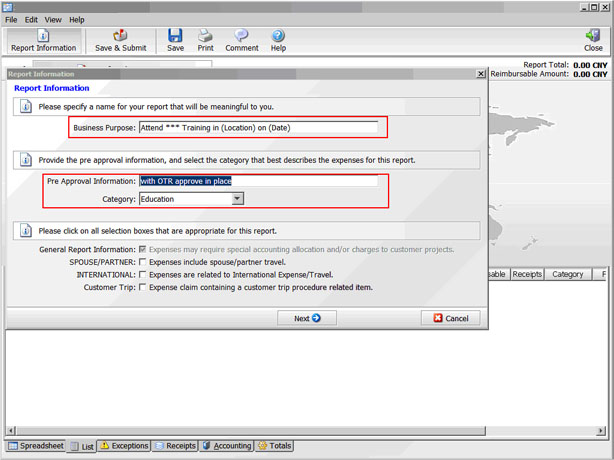 File Edit View Help
Report Information Save & Submit Save Print Comment Help Close
Report Total: 0.00 CNY
Reimbursable Amount: 0.00 CNY
Report Information
Report Information
Please specify a name for your report that will be meaningful to you.
Business Purpose: Attend *** Training in (Location) on (Date)
Provide the pre approval information, and select the category that best describes the expenses for this report.
Pre Approval Information: with OTR approve in place
Category: Education
Please click on all selection boxes that are appropriate for this report.
General Report Information: Expenses may require special accounting allocation and/or charges to customer projects.
SPOUSE/PARTNER: Expenses include spouse/partner travel.
INTERNATIONAL: Expenses are related to International Expense/Travel.
Customer Trip: Expense claim containing a customer trip procedure related item.
sable Receipts Category F
Next Cancel
Spreadsheet List Exceptions Receipts Accounting Totals